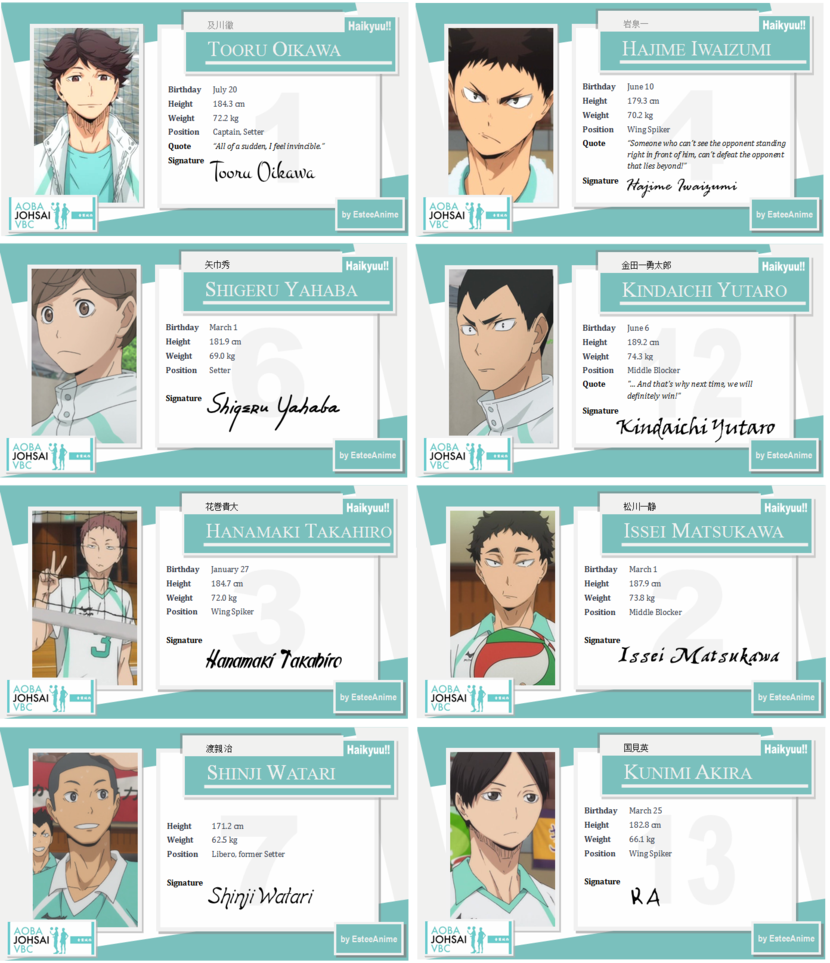 及川徹
Haikyuu!!
TOORU OIKAWA
Birthday July 20
Height 184.3 cm
Weight 72.2 kg
Position Captain, Setter
Quote "All of a sudden, I feel invincible."
Signature Tooru Oikawa
1
AOBA
JOHSAI
VBC
by EsteeAnime
岩泉一
Haikyuu!!
HAJIME IWAIZUMI
Birthday June 10
Height 179.3 cm
Weight 70.2 kg
Position Wing Spiker
Quote "Someone who can't see the opponent standing
right in front of him, can't defeat the opponent
that lies beyond!"
Signature Hajime Iwaizumi
4
AOBA
JOHSAI
VBC
by EsteeAnime
矢巾秀
Haikyuu!!
SHIGERU YAHABA
Birthday March 1
Height 181.9 cm
Weight 69.0 kg
Position Setter
Signature Shigeru Yahaba
6
AOBA
JOHSAI
VBC
by EsteeAnime
金田一勇太郎
Haikyuu!!
KINDAICHI YUTARO
Birthday June 6
Height 189.2 cm
Weight 74.3 kg
Position Middle Blocker
Quote "... And that's why next time, we will
definitely win!"
Signature Kindaichi Yutaro
12
AOBA
JOHSAI
VBC
by EsteeAnime
花巻貴大
Haikyuu!!
HANAMAKI TAKAHIRO
Birthday January 27
Height 184.7 cm
Weight 72.0 kg
Position Wing Spiker
Signature Hanamaki Takahiro
3
3
AOBA
JOHSAI
VBC
by EsteeAnime
松川一静
Haikyuu!!
ISSEI MATSUKAWA
Birthday March 1
Height 187.9 cm
Weight 73.8 kg
Position Middle Blocker
Signature Issei Matsukawa
2
AOBA
JOHSAI
VBC
by EsteeAnime
渡親治
Haikyuu!!
SHINJI WATARI
Height 171.2 cm
Weight 62.5 kg
Position Libero, former Setter
Signature Shinji Watari
7
AOBA
JOHSAI
VBC
by EsteeAnime
国見英
Haikyuu!!
KUNIMI AKIRA
Birthday March 25
Height 182.8 cm
Weight 66.1 kg
Position Wing Spiker
Signature KA
13
AOBA
JOHSAI
VBC
by EsteeAnime